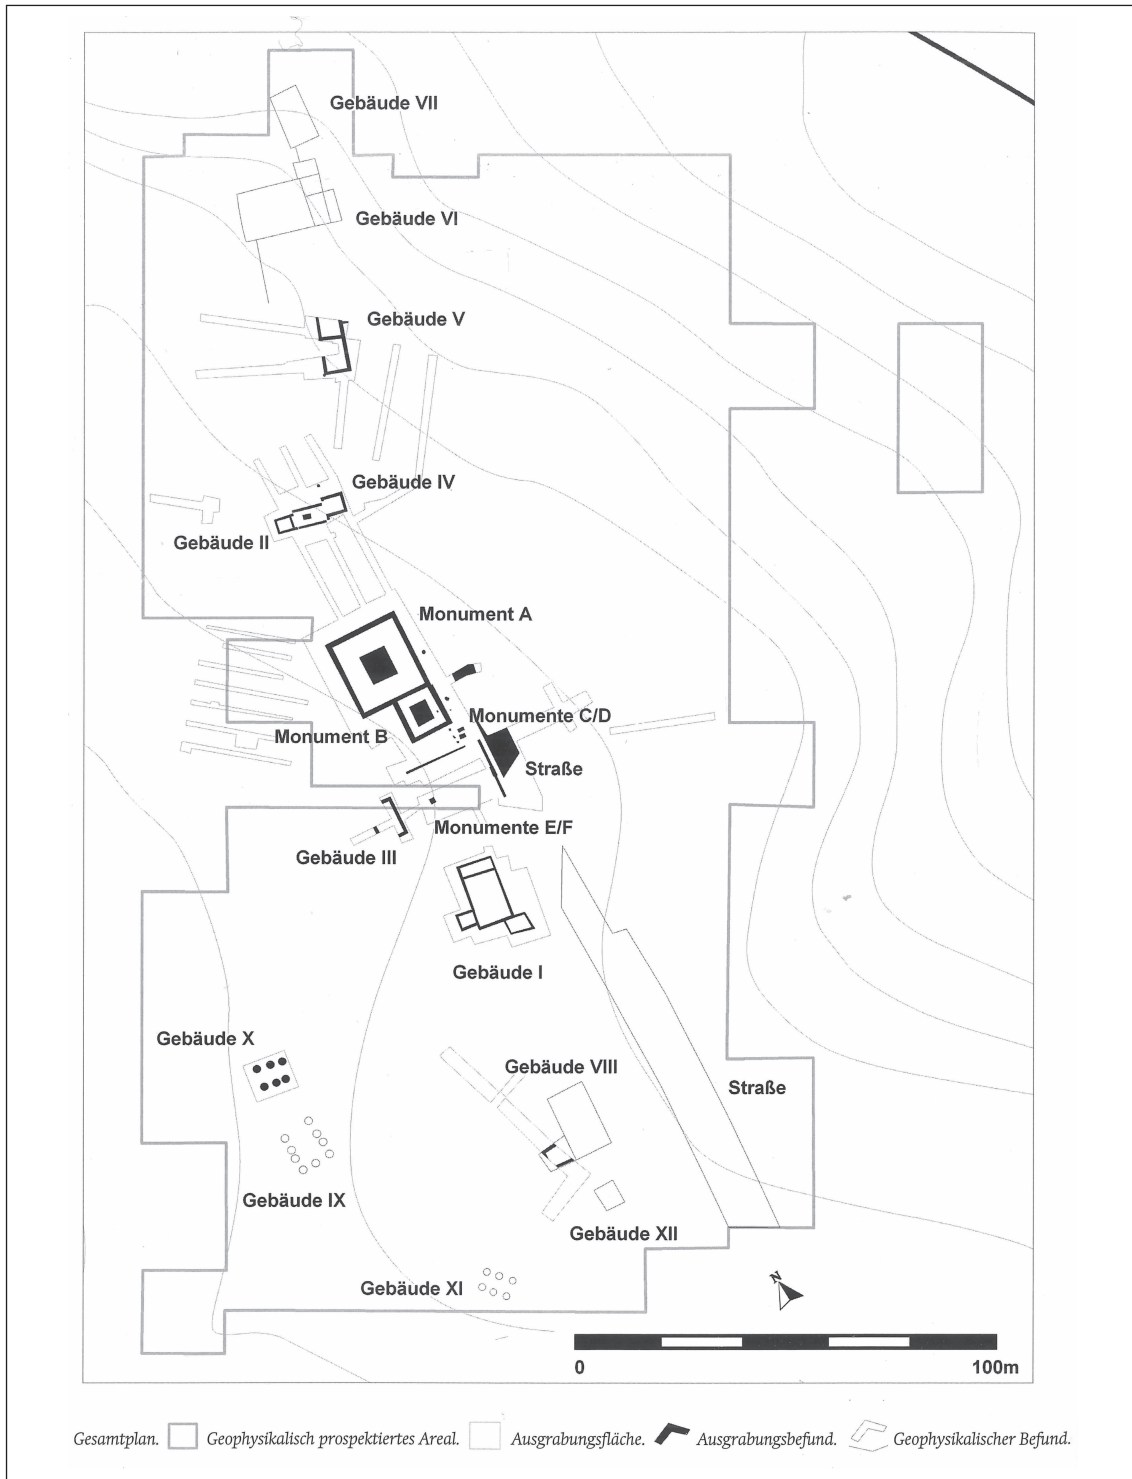 Gebäude VII
Gebäude VI
Gebäude V
Gebäude IV
Gebäude II
Monument A
Monumente C/D
Monument B
Straße
Monumente E/F
Gebäude III
Gebäude I
Gebäude X
Gebäude VIII
Straße
Gebäude IX
Gebäude XII
N
Gebäude XI
0 100m
Gesamtplan. Geophysikalisch prospektiertes Areal. Ausgrabungsfläche. Ausgrabungsbefund. Geophysikalischer Befund.